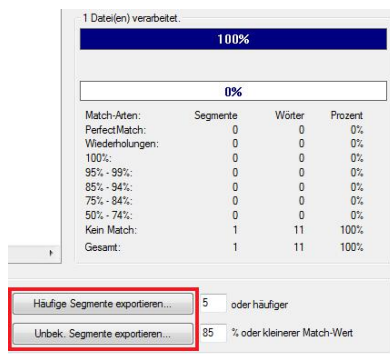 1 Datei(en) verarbeitet.
100%
0%
Match-Arten: Segmente Wörter Prozent
PerfectMatch: 0 0 0%
Wiederholungen: 0 0 0%
100%: 0 0 0%
95% - 99%: 0 0 0%
85% - 94%: 0 0 0%
75% - 84%: 0 0 0%
50% - 74%: 0 0 0%
Kein Match: 1 11 100%
Gesamt: 1 11 100%
Häufige Segmente exportieren... 5 oder häufiger
Unbek. Segmente exportieren... 85 % oder kleinerer Match-Wert